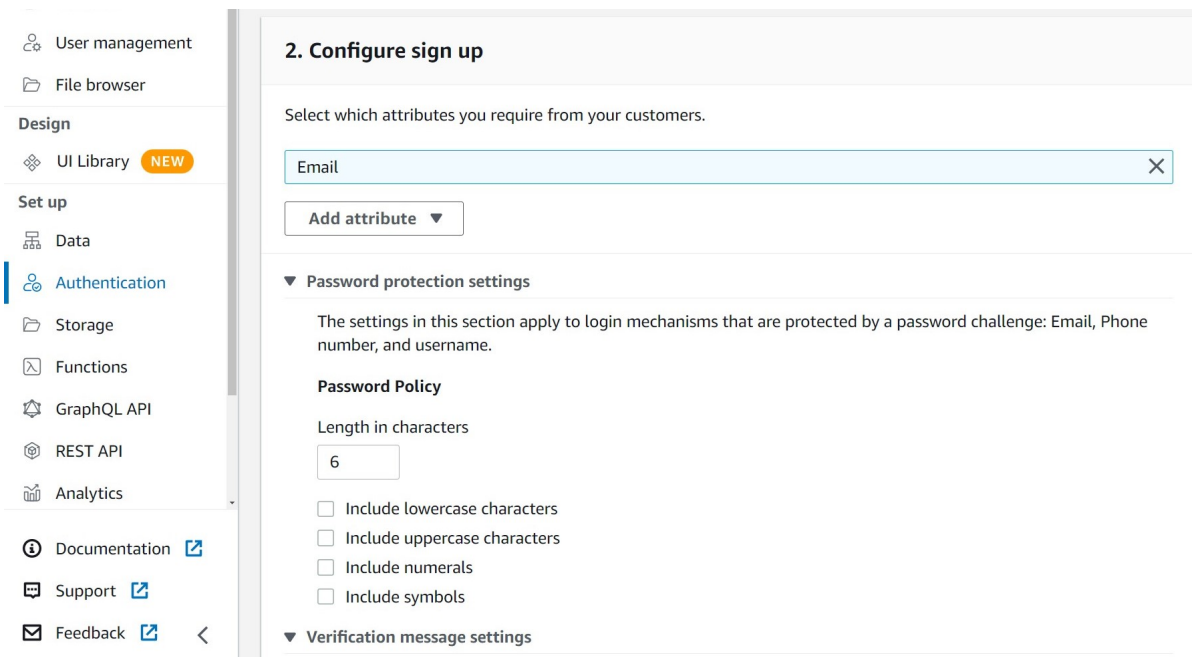 User management
File browser
Design
UI Library NEW
Set up
Data
Authentication
Storage
Functions
GraphQL API
REST API
Analytics
Documentation
Support
Feedback
2. Configure sign up
Select which attributes you require from your customers.
Email
Add attribute
Password protection settings
The settings in this section apply to login mechanisms that are protected by a password challenge: Email, Phone
number, and username.
Password Policy
Length in characters
6
Include lowercase characters
Include uppercase characters
Include numerals
Include symbols
Verification message settings